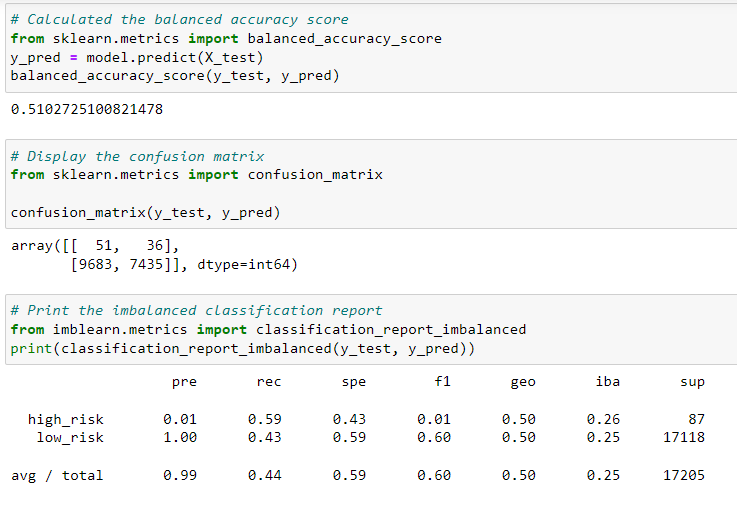 # Calculated the balanced accuracy score
from sklearn.metrics import balanced_accuracy_score
y_pred = model.predict(X_test)
balanced_accuracy_score(y_test, y_pred)
0.5102725100821478
# Display the confusion matrix
from sklearn.metrics import confusion_matrix
confusion_matrix(y_test, y_pred)
array([[  51,   36],
       [9683, 7435]], dtype=int64)
# Print the imbalanced classification report
from imblearn.metrics import classification_report_imbalanced
print(classification_report_imbalanced(y_test, y_pred))
pre rec spe f1 geo iba sup
high_risk 0.01 0.59 0.43 0.01 0.50 0.26 87
low_risk 1.00 0.43 0.59 0.60 0.50 0.25 17118
avg / total 0.99 0.44 0.59 0.60 0.50 0.25 17205